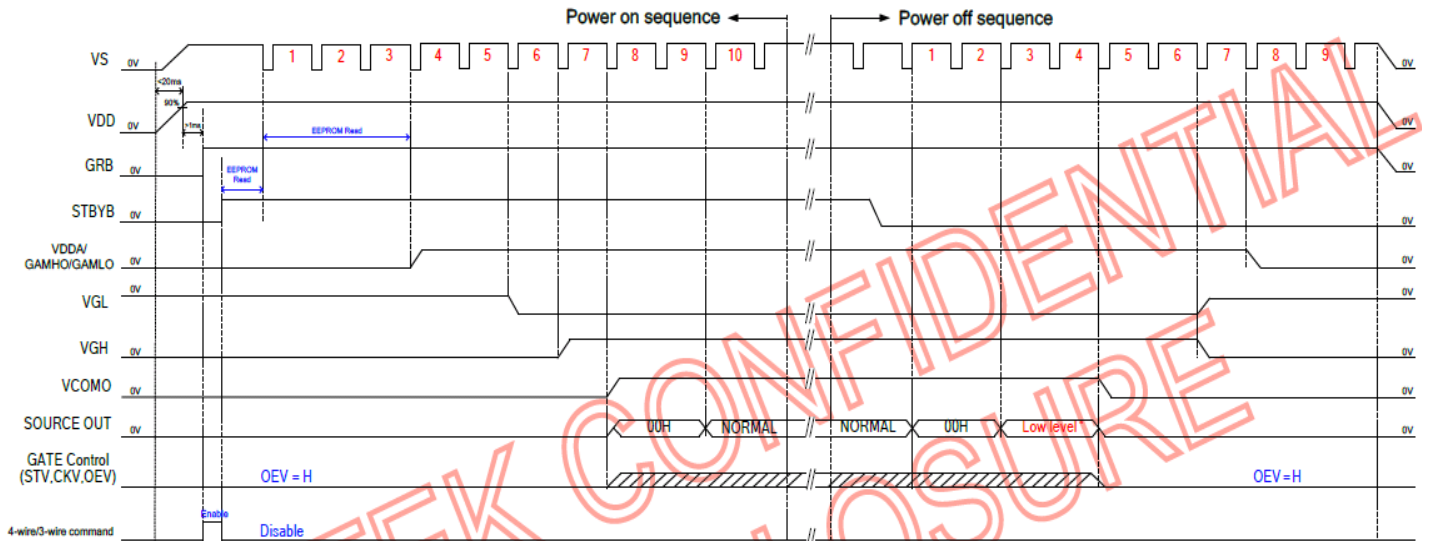 Power on sequence
Power off sequence
VS 0V 1 2 3 4 5 6 7 8 9 10 1 2 3 4 5 6 7 8 9 0V
<20ms
90%
VDD 0V >1ms EEPROM Read 0V
GRB 0V 0V
EEPROM
Read
STBYB 0V 0V
VDDA/
GAMHO/GAMLO 0V 0V
VGL 0V 0V
VGH 0V 0V
VCOMO 0V 0V
SOURCE OUT 0V 00H NORMAL NORMAL 00H Low level 0V
GATE Control
(STV,CKV,OEV) OEV = H OEV =H
Enable
4-wire/3-wire command Disable
TEK CONFIDENTIAL
LOSURE